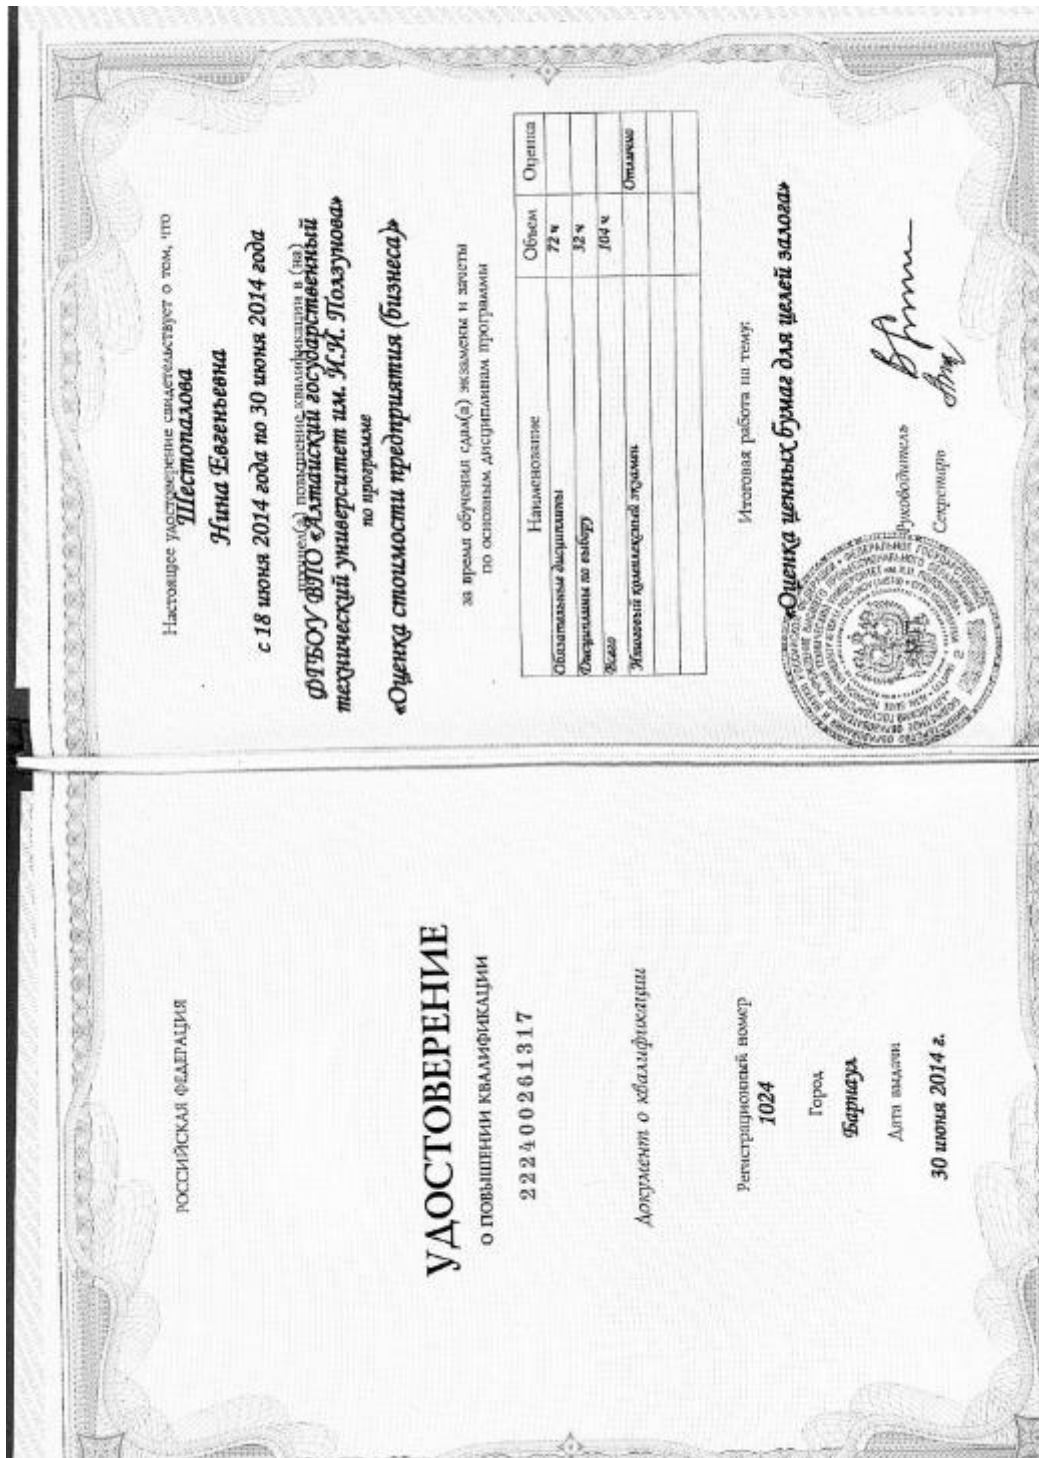 РОССИЙСКАЯ ФЕДЕРАЦИЯ
УДОСТОВЕРЕНИЕ
О ПОВЫШЕНИИ КВАЛИФИКАЦИИ
222400261317
Документ о квалификации
Регистрационный номер
1024
Город
Барнаул
Дата выдачи
30 июня 2014 г.
Настоящее удостоверение свидетельствует о том, что
Шестопалова
Нина Евгеньевна
с 18 июня 2014 года по 30 июня 2014 года
прошел(а) повышение квалификации в (на)
ФГБОУ ВПО «Алтайский государственный
технический университет им. И.И. Ползунова»
по программе
«Оценка стоимости предприятия (бизнеса)»
за время обучения сдал(а) экзамены и зачеты
по основным дисциплинам программы
Наименование Объем Оценка
Обязательные дисциплины 72 ч
Дисциплины по выбору 32 ч
Всего 104 ч
Итоговый комплексный экзамен Отлично
Итоговая работа на тему:
«Оценка ценных бумаг для целей залога»
Руководитель
Секретарь